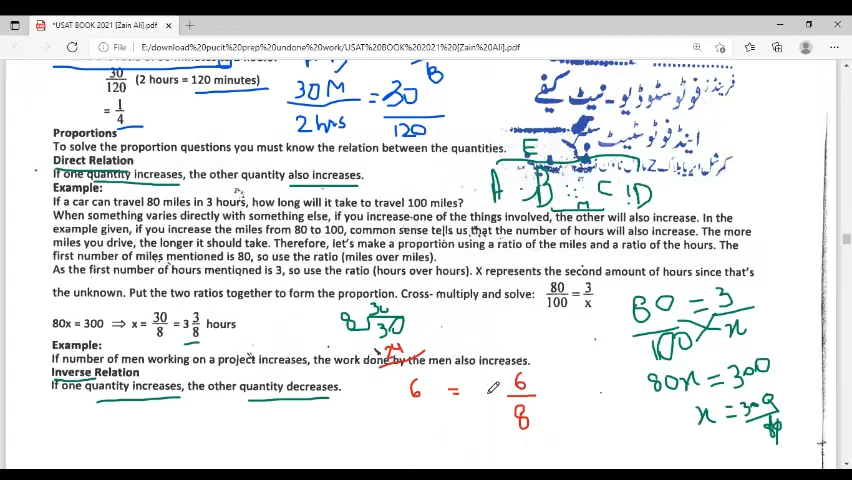 *USAT BOOK 2021 [Zain Ali].pdf
File | E:/download%20pucit%20prep%20undone%20work/USAT%20BOOK%202021%20[Zain%20Ali].pdf
30/120 (2 hours = 120 minutes)
= 1/4
30 M / 2 hrs = 30 / 120
فرینڈز فوٹو سٹوڈیو - نیٹ کیفے
اینڈ فوٹو سٹیٹ
Proportions
To solve the proportion questions you must know the relation between the quantities.
Direct Relation
If one quantity increases, the other quantity also increases.
E
A : B :: C : D
M
Example:
If a car can travel 80 miles in 3 hours, how long will it take to travel 100 miles?
When something varies directly with something else, if you increase one of the things involved, the other will also increase. In the
example given, if you increase the miles from 80 to 100, common sense tells us that the number of hours will also increase. The more
miles you drive, the longer it should take. Therefore, let's make a proportion using a ratio of the miles and a ratio of the hours. The
first number of miles mentioned is 80, so use the ratio (miles over miles).
As the first number of hours mentioned is 3, so use the ratio (hours over hours). X represents the second amount of hours since that's
the unknown. Put the two ratios together to form the proportion. Cross- multiply and solve: 80/100 = 3/x
80x = 300 ⇒ x = 30/8 = 3 3/8 hours
8 30
30
24
80/100 = 3/x
80x = 300
Example:
If number of men working on a project increases, the work done by the men also increases.
Inverse Relation
If one quantity increases, the other quantity decreases.
6 = 6/8